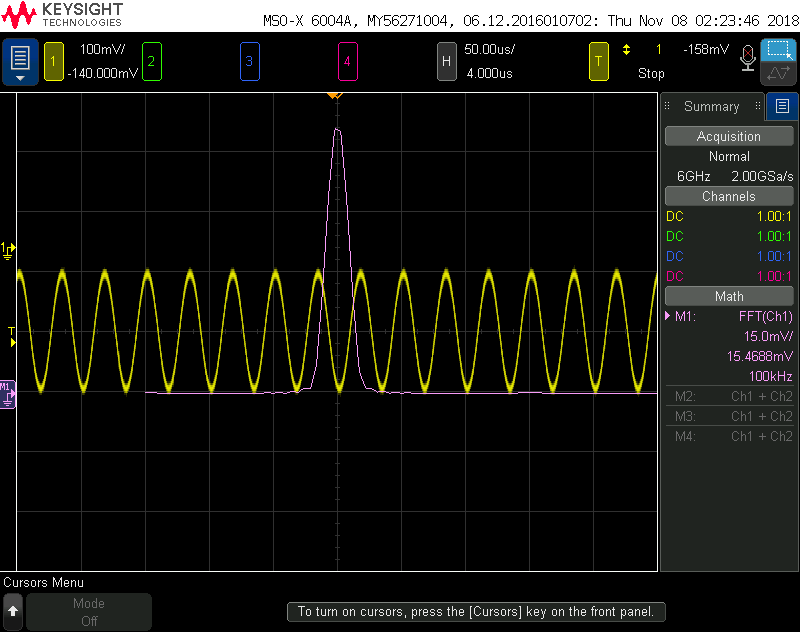 KEYSIGHT
TECHNOLOGIES
MSO-X 6004A, MY56271004, 06.12.2016010702: Thu Nov 08 02:23:46 2018
1 100mV/ 2 3 4 H 50.00us/ T 1 -158mV
-140.000mV 4.000us Stop
Summary
Acquisition
Normal
6GHz 2.00GSa/s
Channels
DC 1.00:1
DC 1.00:1
DC 1.00:1
DC 1.00:1
Math
M1: FFT(Ch1)
15.0mV/
15.4688mV
100kHz
M2: Ch1 + Ch2
M3: Ch1 + Ch2
M4: Ch1 + Ch2
1
T
M1
Cursors Menu
Mode
Off
To turn on cursors, press the [Cursors] key on the front panel.